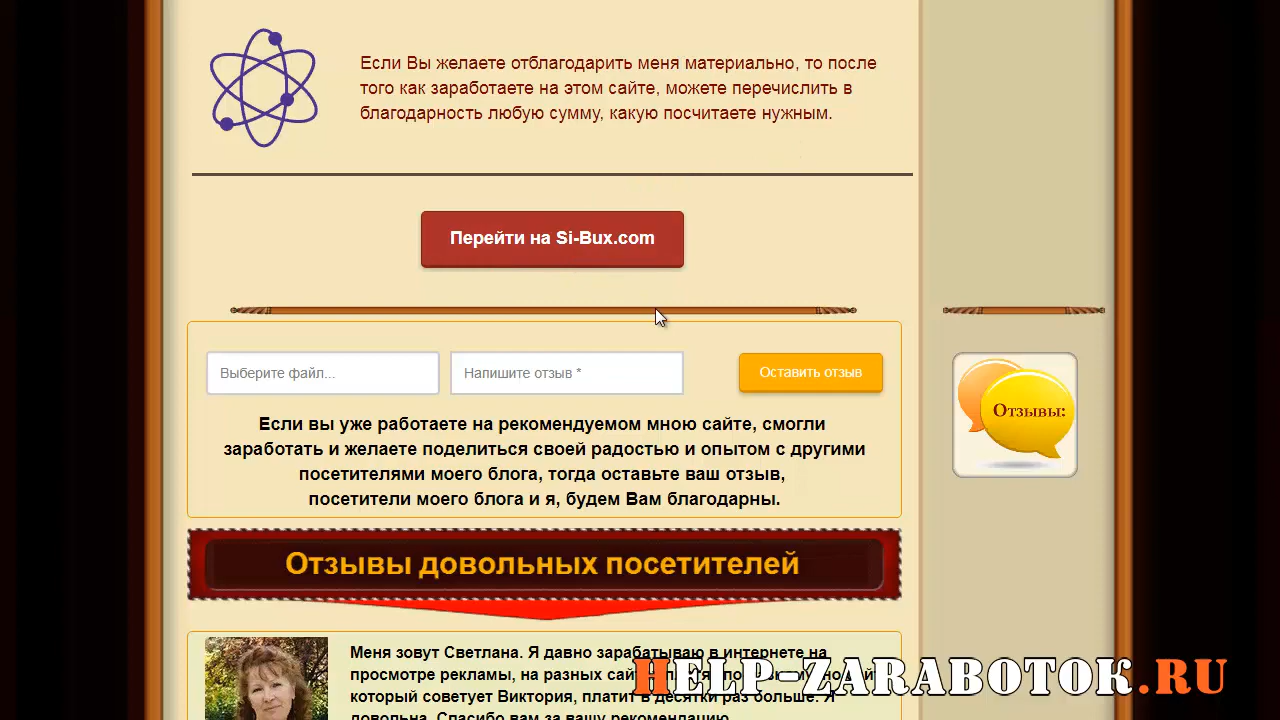 Если Вы желаете отблагодарить меня материально, то после
того как заработаете на этом сайте, можете перечислить в
благодарность любую сумму, какую посчитаете нужным.
Перейти на Si-Bux.com
Выберите файл...
Напишите отзыв *
Оставить отзыв
Если вы уже работаете на рекомендуемом мною сайте, смогли
заработать и желаете поделиться своей радостью и опытом с другими
посетителями моего блога, тогда оставьте ваш отзыв,
посетители моего блога и я, будем Вам благодарны.
Отзывы:
Отзывы довольных посетителей
Меня зовут Светлана. Я давно зарабатываю в интернете на
просмотре рекламы, на разных
который советует Виктория, платит в десятки раз больше. Я
довольна. Спасибо вам за вашу рекомендацию.
HELP-ZARABOTOK.RU